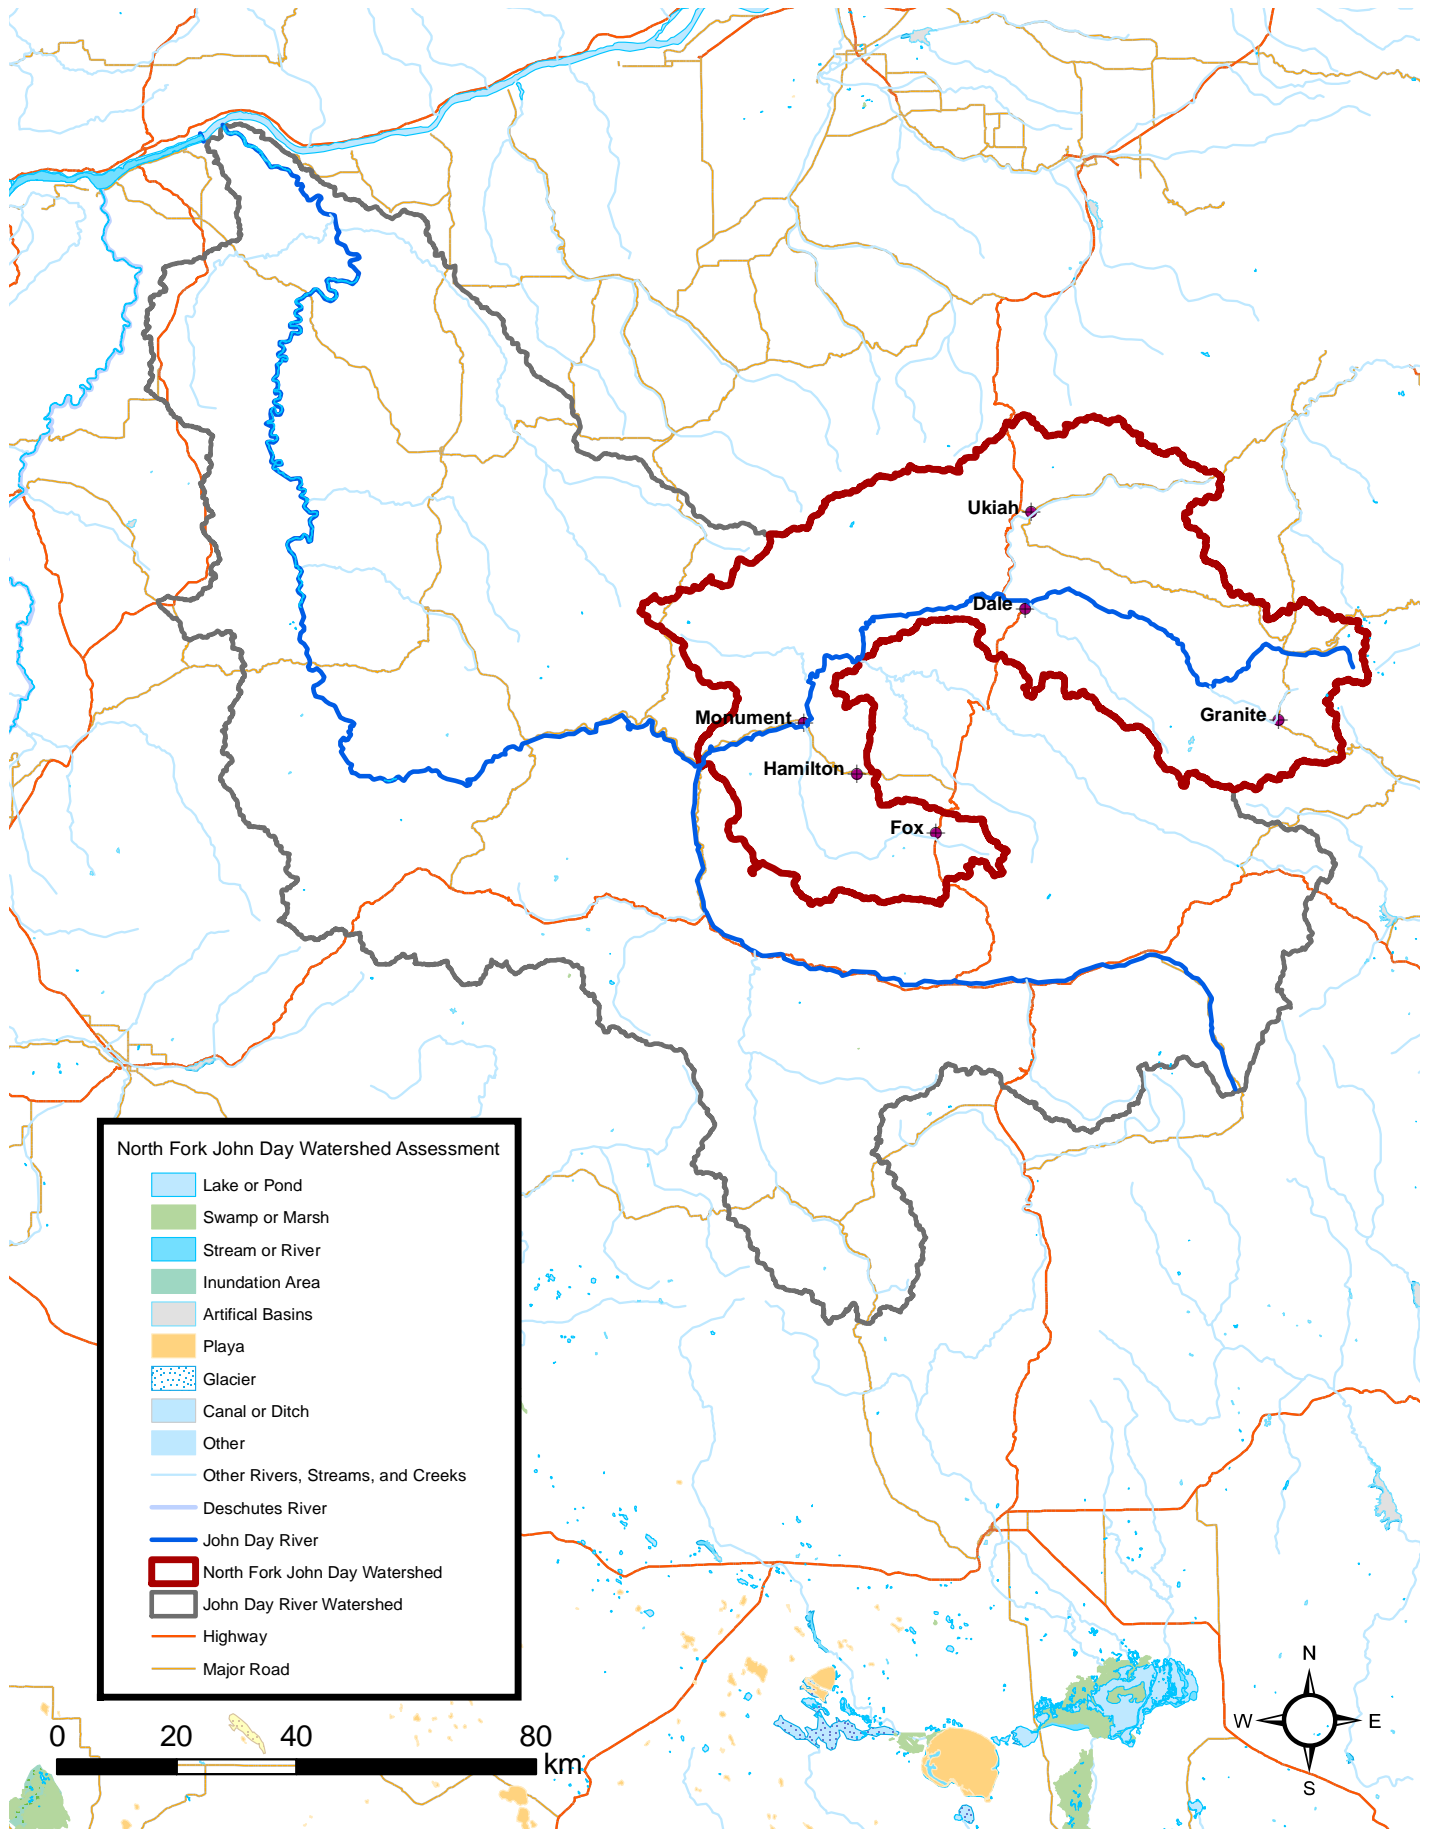 Ukiah
Dale
Monument
Granite
Hamilton
Fox
North Fork John Day Watershed Assessment
Lake or Pond
Swamp or Marsh
Stream or River
Inundation Area
Artifical Basins
Playa
Glacier
Canal or Ditch
Other
Other Rivers, Streams, and Creeks
Deschutes River
John Day River
North Fork John Day Watershed
John Day River Watershed
Highway
Major Road
N
W E
S
0 20 40 80
km